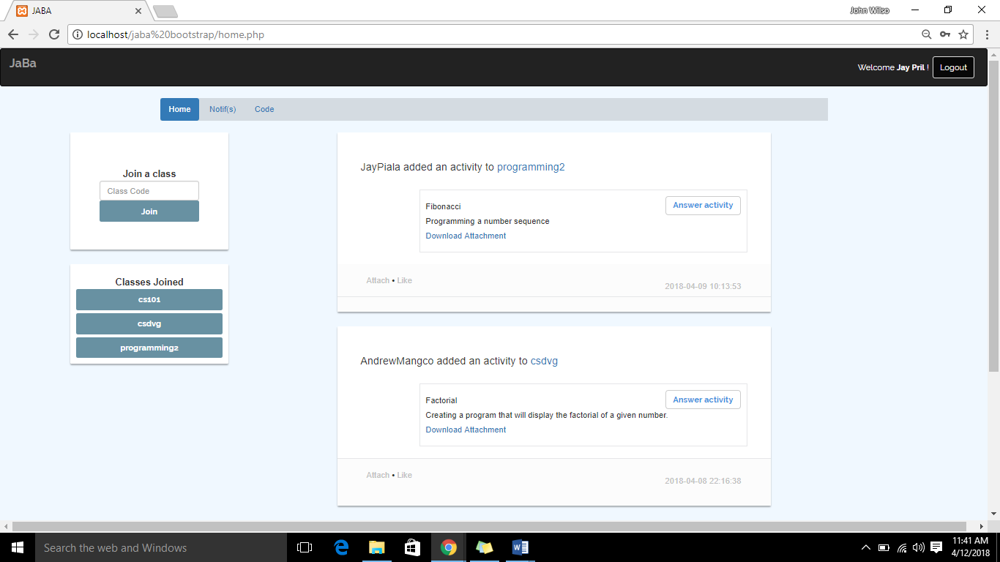 JABA
John Wilso
localhost/jaba%20bootstrap/home.php
JaBa
Welcome Jay Pril !
Logout
Home
Notif(s)
Code
Join a class
Class Code
Join
Classes Joined
cs101
csdvg
programming2
JayPiala added an activity to programming2
Fibonacci
Answer activity
Programming a number sequence
Download Attachment
Attach • Like
2018-04-09 10:13:53
AndrewMangco added an activity to csdvg
Factorial
Answer activity
Creating a program that will display the factorial of a given number.
Download Attachment
Attach • Like
2018-04-08 22:16:38
Search the web and Windows
11:41 AM
4/12/2018